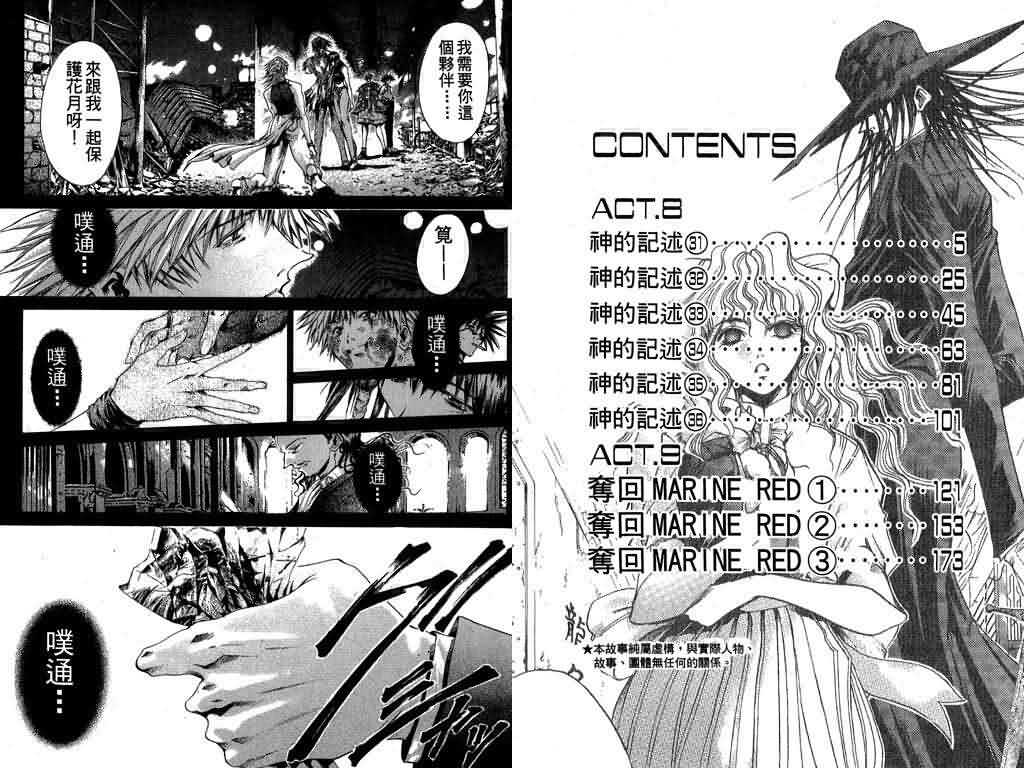 CONTENTS
ACT.8
神的記述㉛‥‥‥‥‥‥‥‥5
神的記述㉜‥‥‥‥‥‥‥‥25
神的記述㉝‥‥‥‥‥‥‥‥45
神的記述㉞‥‥‥‥‥‥‥‥63
神的記述㉟‥‥‥‥‥‥‥‥81
神的記述㊱‥‥‥‥‥‥‥‥101
ACT.9
奪回MARINE RED①‥‥‥‥121
奪回MARINE RED②‥‥‥‥153
奪回MARINE RED③‥‥‥‥173
★本故事純屬虛構，與實際人物、
故事、團體無任何的關係。
龍
我需要你這
個夥伴……
來跟我一起保
護花月呀！
筧——
噗通…
噗通…
噗通…
噗通…
噗通…
ドクン